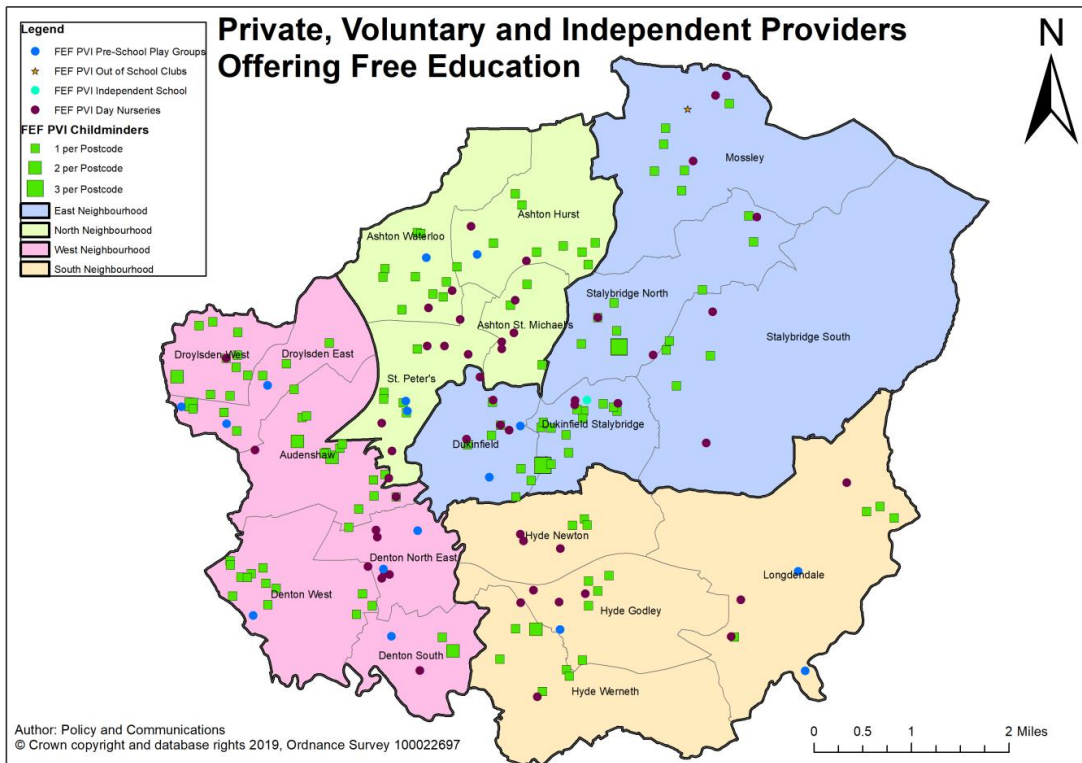 Private, Voluntary and Independent Providers
Offering Free Education
N
Legend
FEF PVI Pre-School Play Groups
FEF PVI Out of School Clubs
FEF PVI Independent School
FEF PVI Day Nurseries
FEF PVI Childminders
1 per Postcode
2 per Postcode
3 per Postcode
East Neighbourhood
North Neighbourhood
West Neighbourhood
South Neighbourhood
Mossley
Ashton Hurst
Ashton Waterloo
Stalybridge North
Ashton St. Michael's
Stalybridge South
Droylsden West
Droylsden East
St. Peter's
Dukinfield Stalybridge
Dukinfield
Audenshaw
Hyde Newton
Denton North East
Longdendale
Denton West
Hyde Godley
Denton South
Hyde Werneth
Author: Policy and Communications
© Crown copyright and database rights 2019, Ordnance Survey 100022697
0 0.5 1 2 Miles